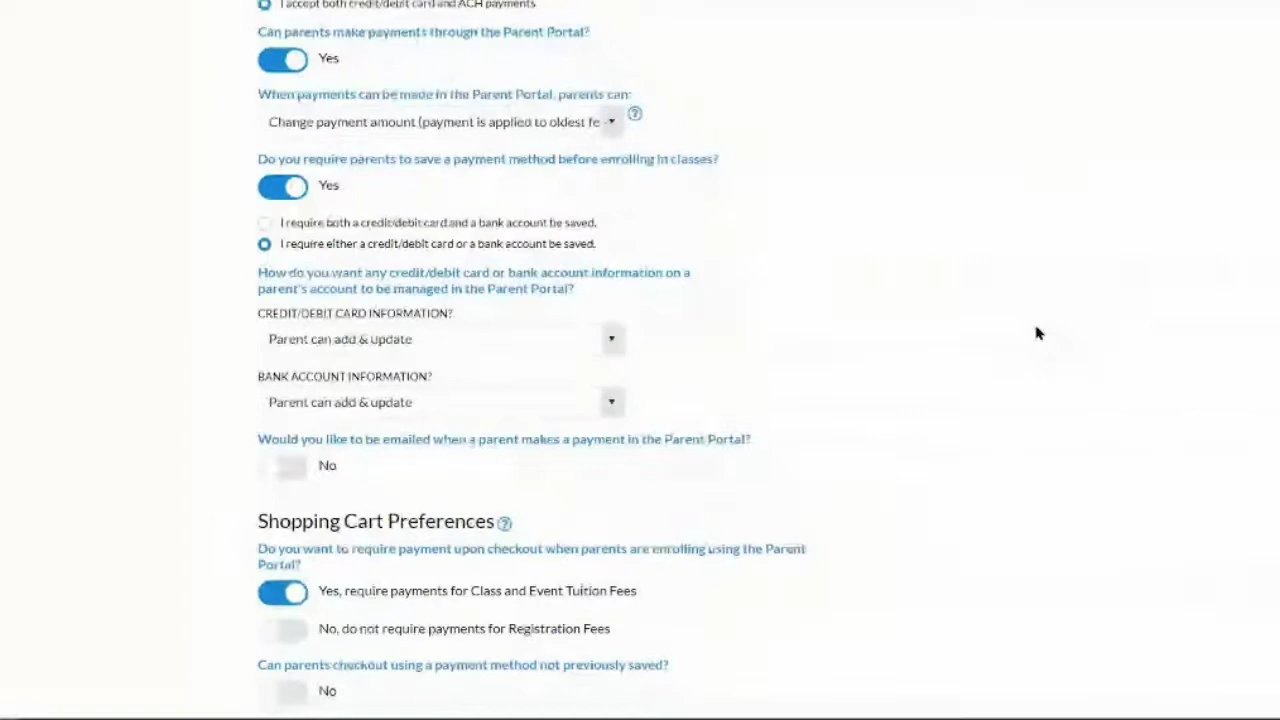 I accept both credit/debit card and ACH payments
Can parents make payments through the Parent Portal?
Yes
When payments can be made in the Parent Portal, parents can:
Change payment amount (payment is applied to oldest fe
Do you require parents to save a payment method before enrolling in classes?
Yes
I require both a credit/debit card and a bank account be saved.
I require either a credit/debit card or a bank account be saved.
How do you want any credit/debit card or bank account information on a
parent's account to be managed in the Parent Portal?
CREDIT/DEBIT CARD INFORMATION?
Parent can add & update
BANK ACCOUNT INFORMATION?
Parent can add & update
Would you like to be emailed when a parent makes a payment in the Parent Portal?
No
Shopping Cart Preferences ?
Do you want to require payment upon checkout when parents are enrolling using the Parent
Portal?
Yes, require payments for Class and Event Tuition Fees
No, do not require payments for Registration Fees
Can parents checkout using a payment method not previously saved?
No